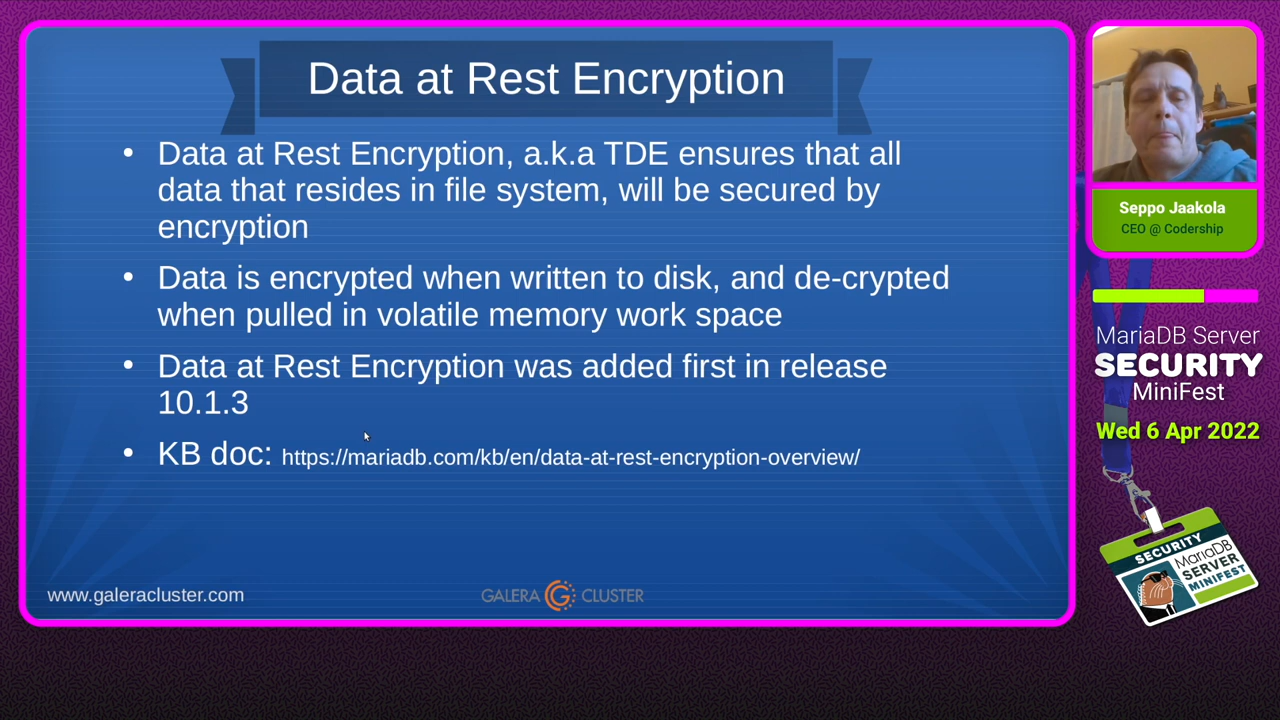 Data at Rest Encryption
• Data at Rest Encryption, a.k.a TDE ensures that all
data that resides in file system, will be secured by
encryption
• Data is encrypted when written to disk, and de-crypted
when pulled in volatile memory work space
• Data at Rest Encryption was added first in release
10.1.3
• KB doc: https://mariadb.com/kb/en/data-at-rest-encryption-overview/
www.galeracluster.com
GALERA CLUSTER
Seppo Jaakola
CEO @ Codership
MariaDB Server
SECURITY
MiniFest
Wed 6 Apr 2022
SECURITY
MariaDB
SERVER
MINIFEST